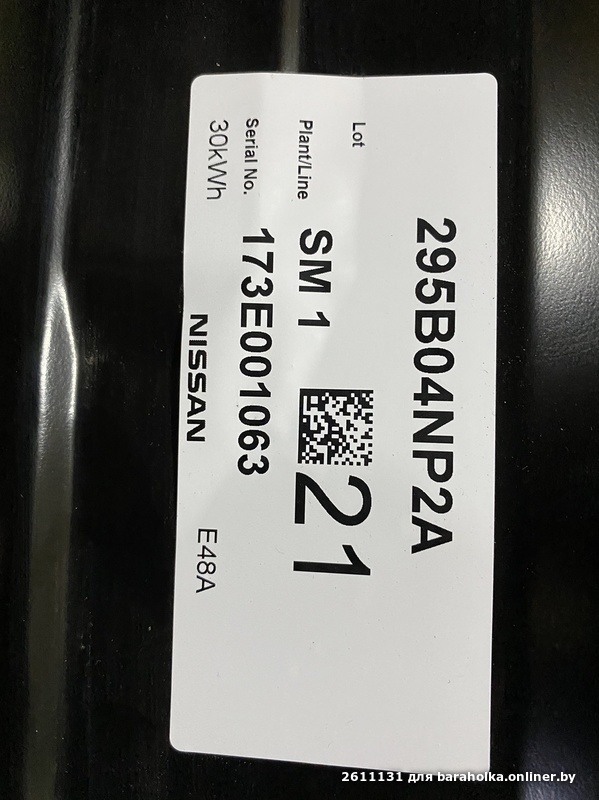 295B04NP2A
Lot
Plant/Line SM 1 21
Serial No. 173E001063
30kWh NISSAN E48A
2611131 для baraholka.onliner.by